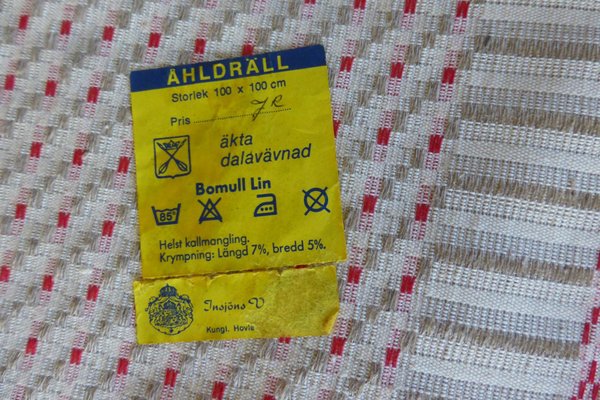 ÅHLDRÄLL
Storlek 100 x 100 cm
Pris
äkta
dalavävnad
Bomull Lin
85°
Helst kallmangling.
Krympning: Längd 7%, bredd 5%.
Insjöns V
Kungl. Hovle